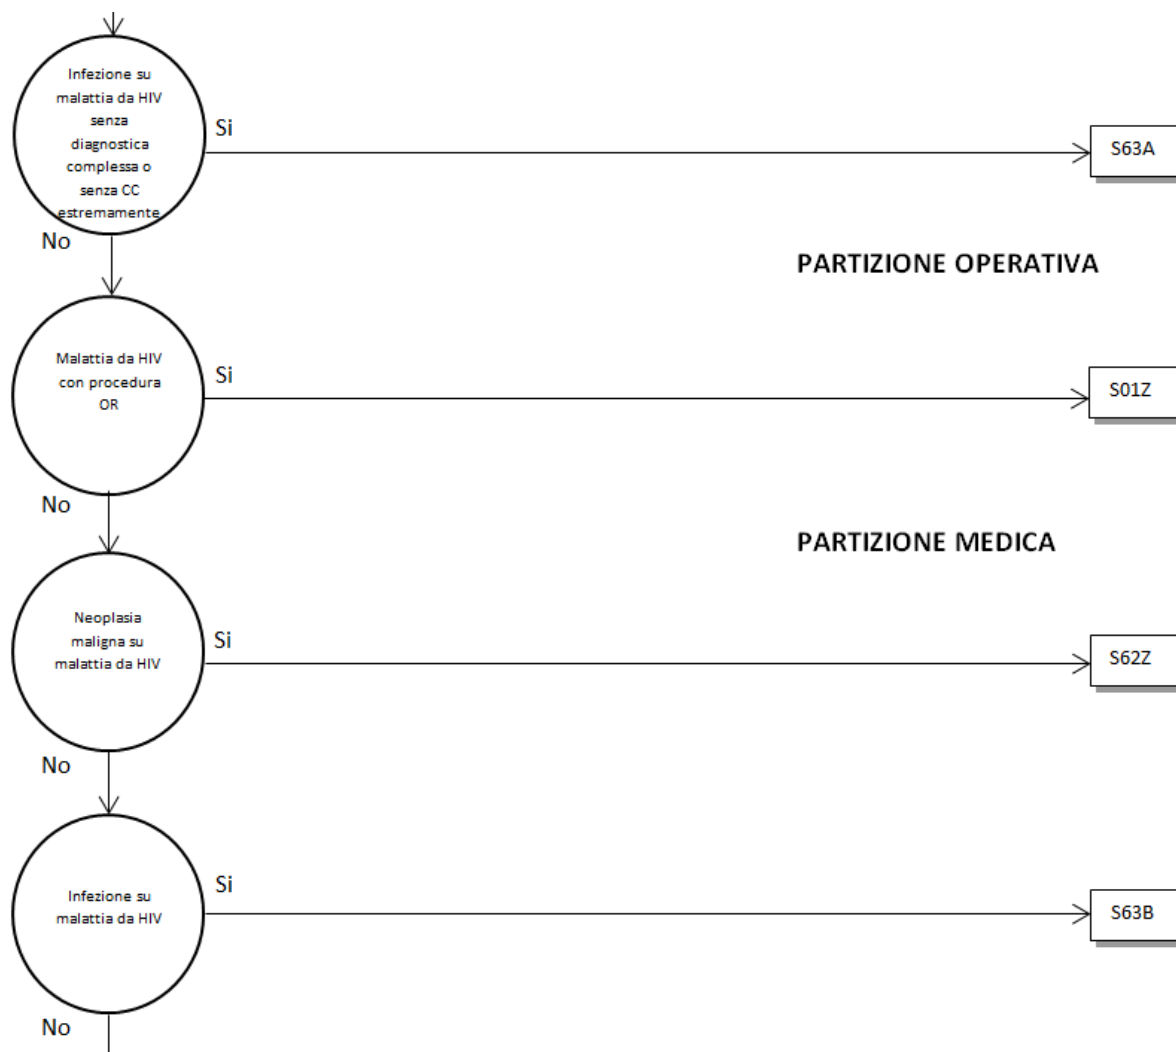 Infezione su
malattia da HIV
senza
diagnostica
complessa o
senza CC
estremamente
Si
S63A
No
PARTIZIONE OPERATIVA
Malattia da HIV
con procedura
OR
Si
S01Z
No
PARTIZIONE MEDICA
Neoplasia
maligna su
malattia da HIV
Si
S62Z
No
Infezione su
malattia da HIV
Si
S63B
No